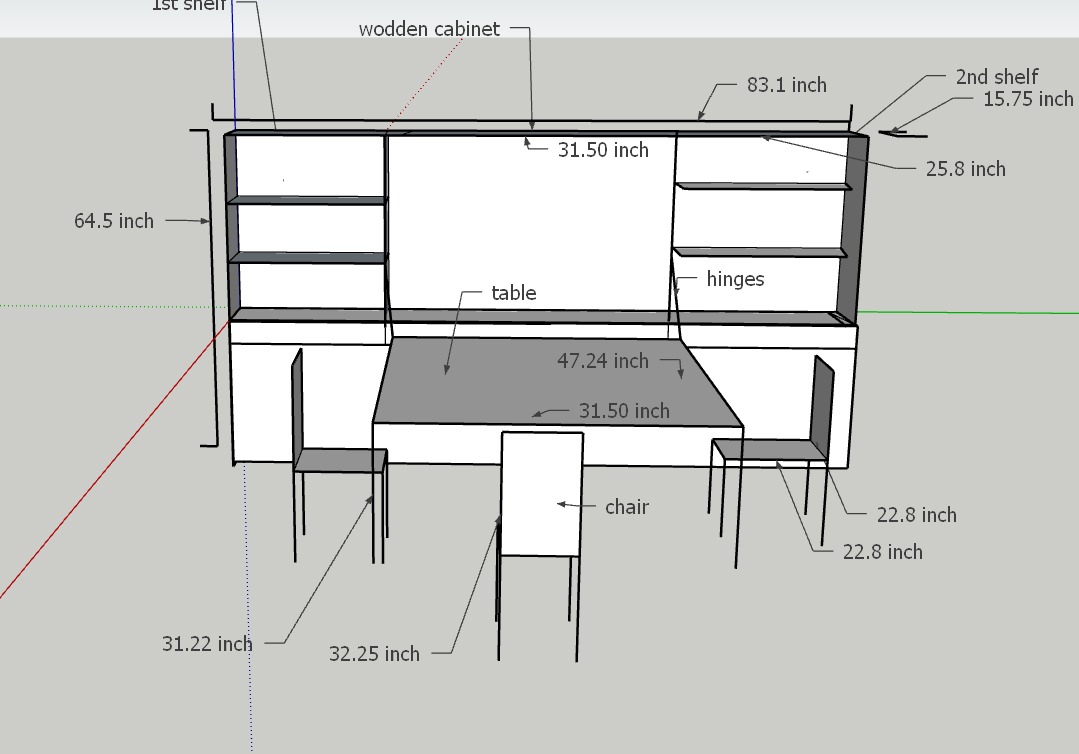 1st shelf
wodden cabinet
83.1 inch
2nd shelf
15.75 inch
31.50 inch
25.8 inch
64.5 inch
hinges
table
47.24 inch
31.50 inch
chair
22.8 inch
22.8 inch
31.22 inch
32.25 inch